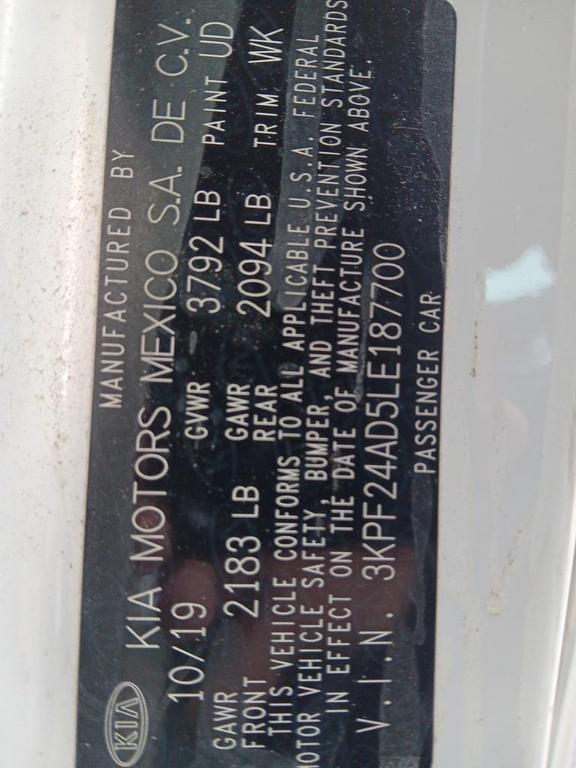 KIA
MANUFACTURED BY
KIA MOTORS MEXICO S.A. DE C.V.
10/19 GVWR 3792 LB PAINT UD
GAWR FRONT 2183 LB GAWR REAR 2094 LB TRIM WK
THIS VEHICLE CONFORMS TO ALL APPLICABLE U.S.A. FEDERAL
MOTOR VEHICLE SAFETY, BUMPER, AND THEFT PREVENTION STANDARDS
IN EFFECT ON THE DATE OF MANUFACTURE SHOWN ABOVE.
V.I.N. 3KPF24AD5LE187700
PASSENGER CAR